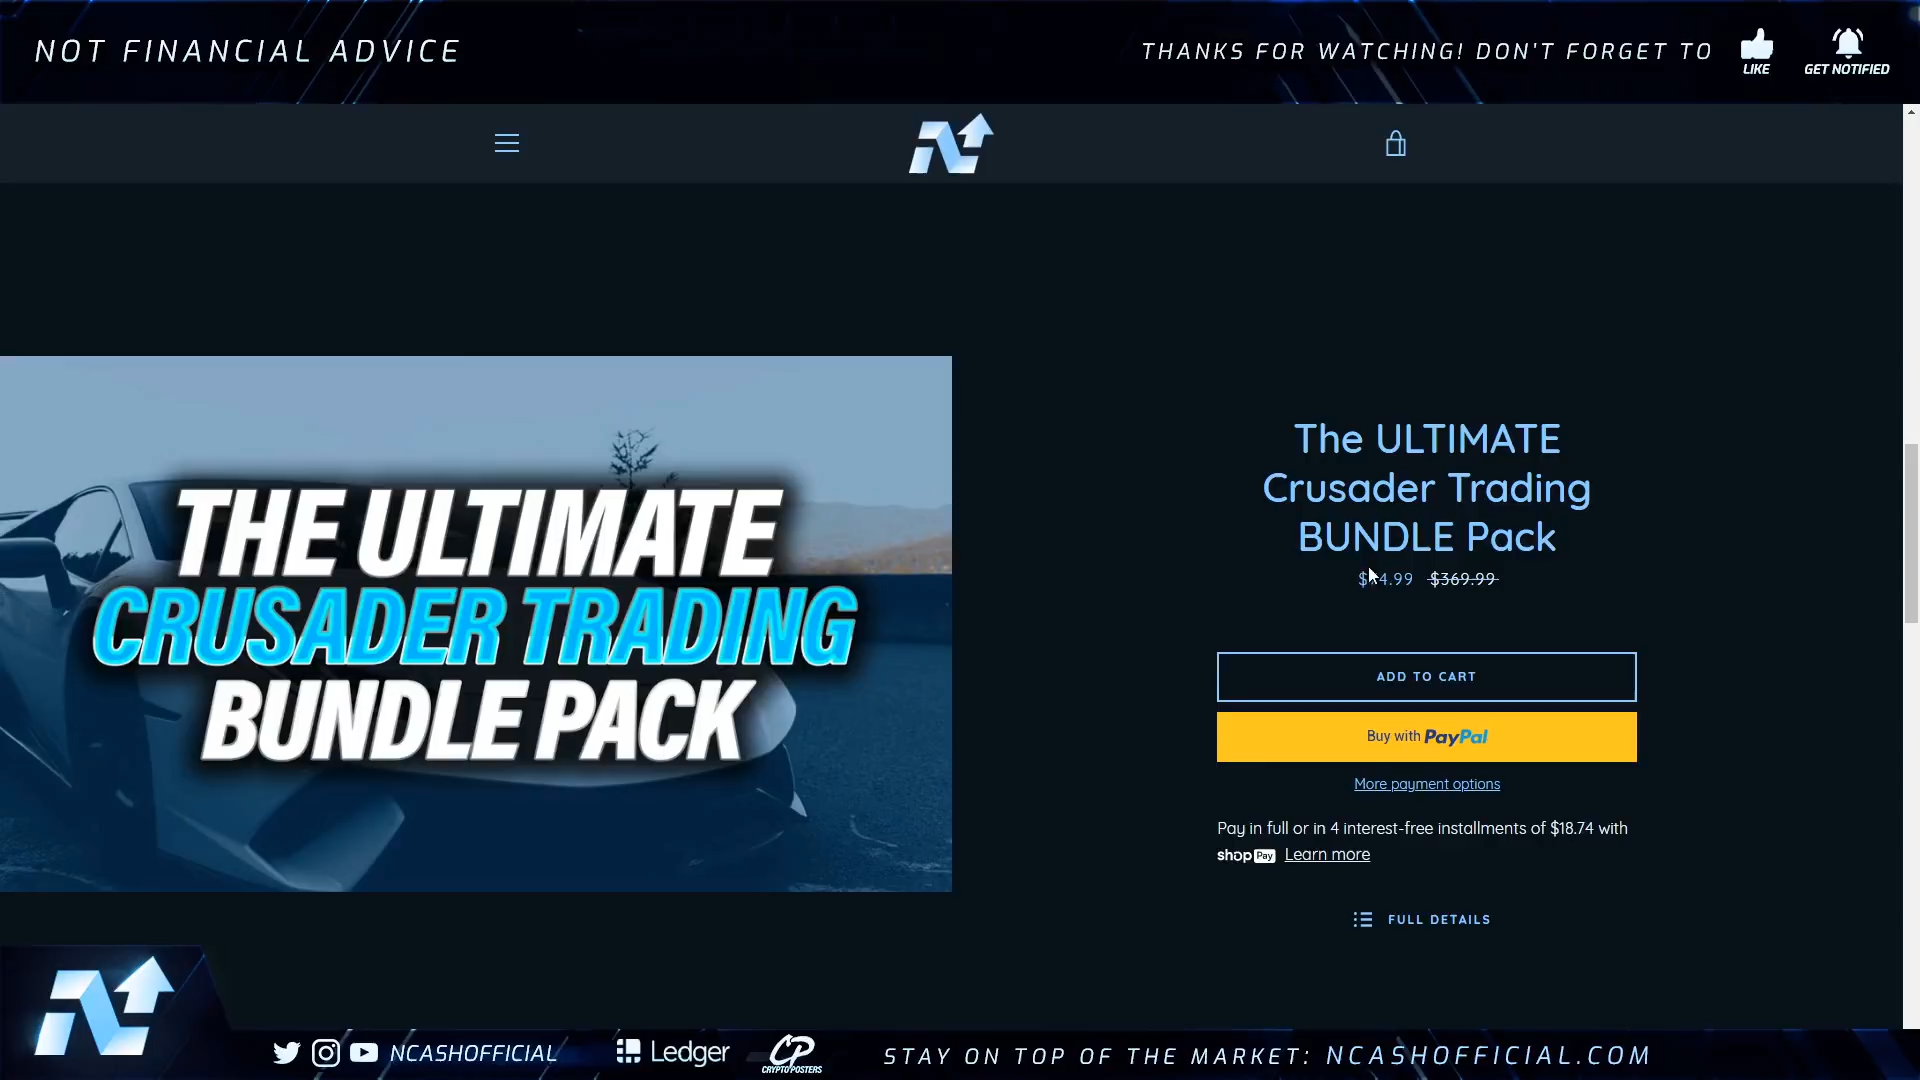 NOT FINANCIAL ADVICE
THANKS FOR WATCHING! DON'T FORGET TO
LIKE
GET NOTIFIED
THE ULTIMATE
CRUSADER TRADING
BUNDLE PACK
The ULTIMATE
Crusader Trading
BUNDLE Pack
$369.99
ADD TO CART
Buy with PayPal
More payment options
Pay in full or in 4 interest-free installments of $18.74 with
shop Pay Learn more
FULL DETAILS
NCASHOFFICIAL
Ledger
CP
CRYPTO POSTERS
STAY ON TOP OF THE MARKET: NCASHOFFICIAL.COM